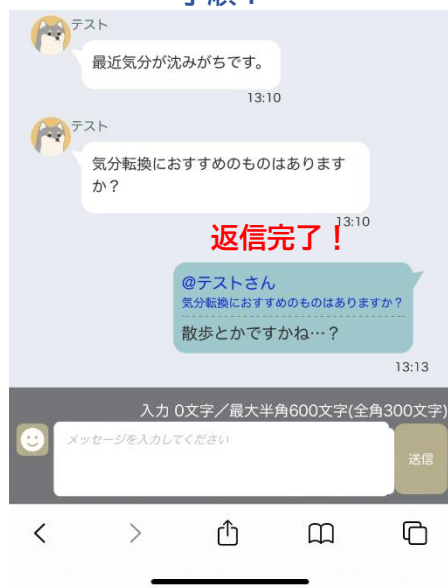 テスト
最近気分が沈みがちです。
13:10
テスト
気分転換におすすめのものはあります
か?
13:10
返信完了!
@テストさん
気分転換におすすめのものはありますか?
散歩とかですかね…?
13:13
入力 0文字/最大半角600文字(全角300文字)
メッセージを入力してください
送信